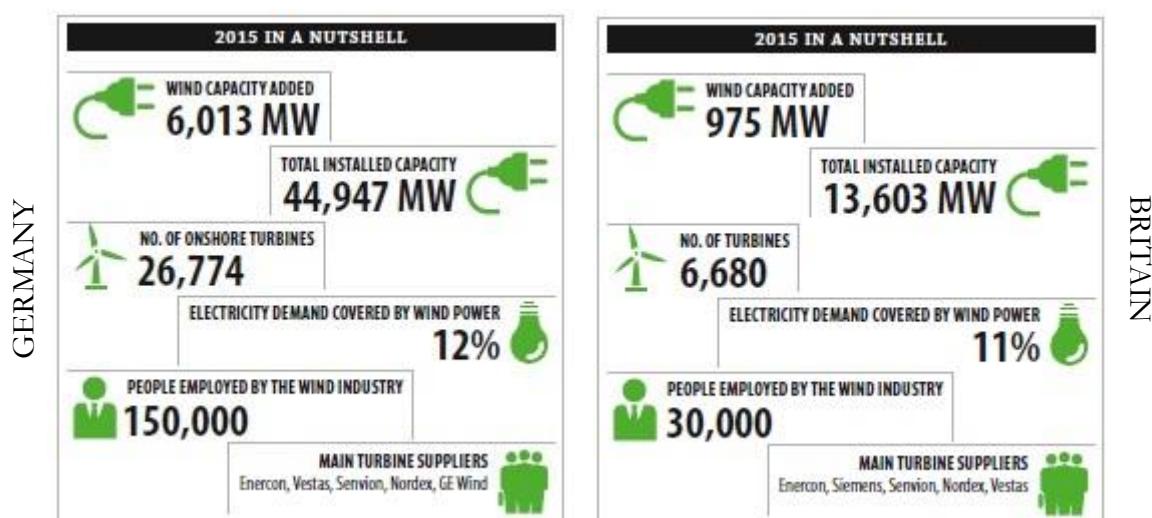 GERMANY
2015 IN A NUTSHELL
WIND CAPACITY ADDED
6,013 MW
TOTAL INSTALLED CAPACITY
44,947 MW
NO. OF ONSHORE TURBINES
26,774
ELECTRICITY DEMAND COVERED BY WIND POWER
12%
PEOPLE EMPLOYED BY THE WIND INDUSTRY
150,000
MAIN TURBINE SUPPLIERS
Enercon, Vestas, Senvion, Nordex, GE Wind
2015 IN A NUTSHELL
WIND CAPACITY ADDED
975 MW
TOTAL INSTALLED CAPACITY
13,603 MW
NO. OF TURBINES
6,680
ELECTRICITY DEMAND COVERED BY WIND POWER
11%
PEOPLE EMPLOYED BY THE WIND INDUSTRY
30,000
MAIN TURBINE SUPPLIERS
Enercon, Siemens, Senvion, Nordex, Vestas
BRITAIN